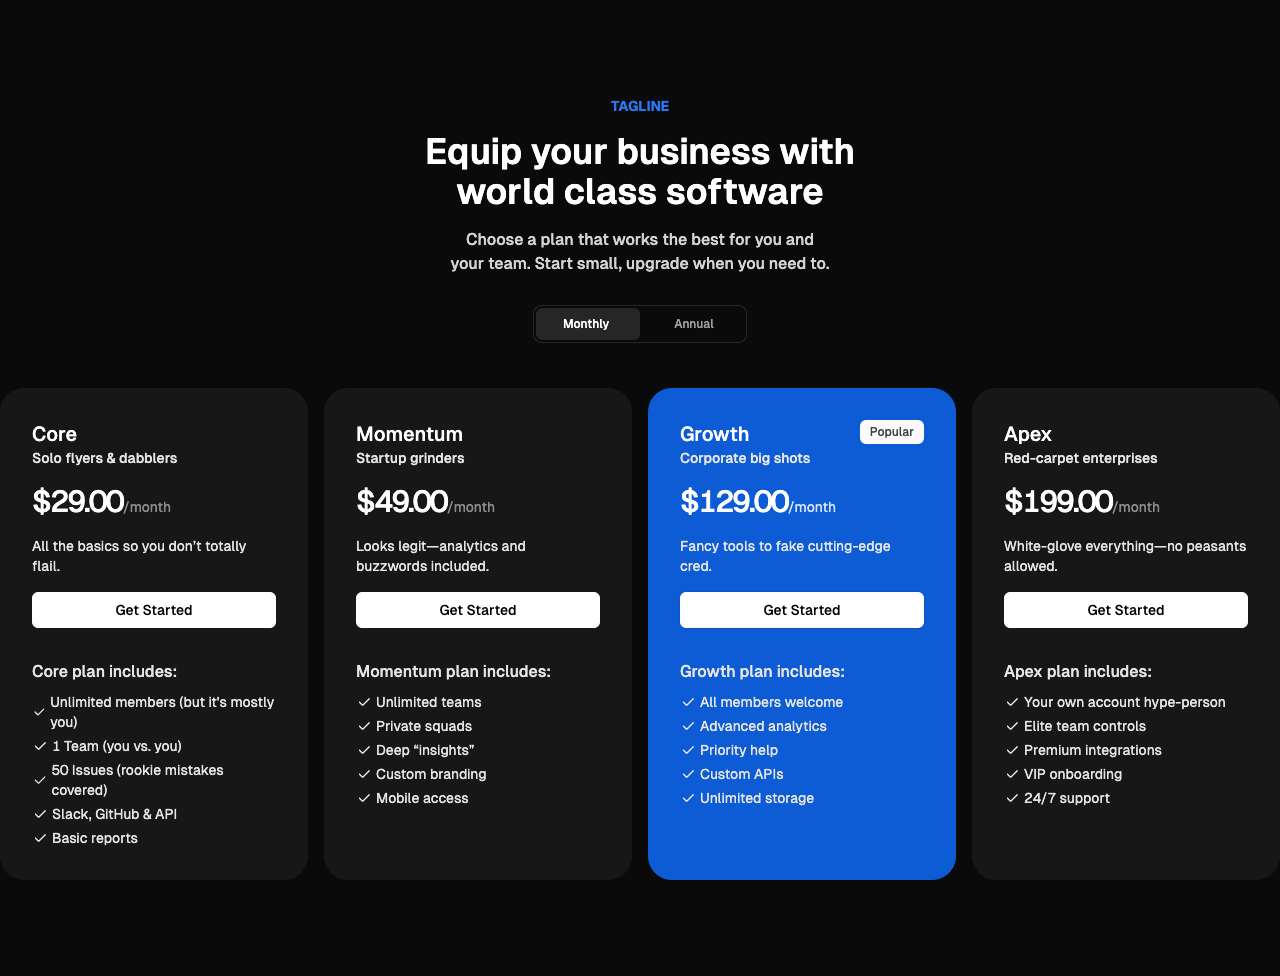 TAGLINE
Equip your business with
world class software
Choose a plan that works the best for you and
your team. Start small, upgrade when you need to.
Monthly
Annual
Core
Solo flyers & dabblers
$29.00/month
All the basics so you don’t totally
flail.
Get Started
Core plan includes:
Unlimited members (but it's mostly
you)
1 Team (you vs. you)
50 Issues (rookie mistakes
covered)
Slack, GitHub & API
Basic reports
Momentum
Startup grinders
$49.00/month
Looks legit—analytics and
buzzwords included.
Get Started
Momentum plan includes:
Unlimited teams
Private squads
Deep “insights”
Custom branding
Mobile access
Growth
Popular
Corporate big shots
$129.00/month
Fancy tools to fake cutting-edge
cred.
Get Started
Growth plan includes:
All members welcome
Advanced analytics
Priority help
Custom APIs
Unlimited storage
Apex
Red-carpet enterprises
$199.00/month
White-glove everything—no peasants
allowed.
Get Started
Apex plan includes:
Your own account hype-person
Elite team controls
Premium integrations
VIP onboarding
24/7 support